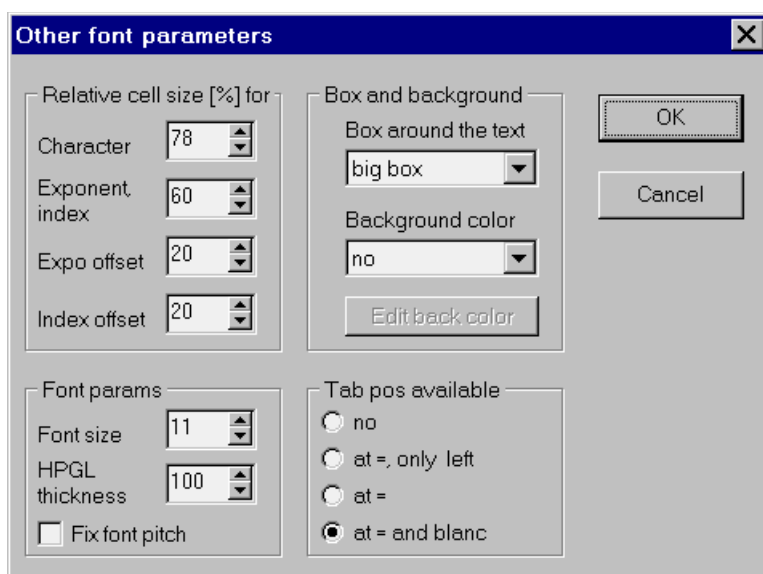 Other font parameters
Relative cell size [%] for
Character 78
Exponent, index 60
Expo offset 20
Index offset 20
Box and background
Box around the text
big box
Background color
no
Edit back color
OK
Cancel
Font params
Font size 11
HPGL thickness 100
Fix font pitch
Tab pos available
no
at =, only left
at =
at = and blanc